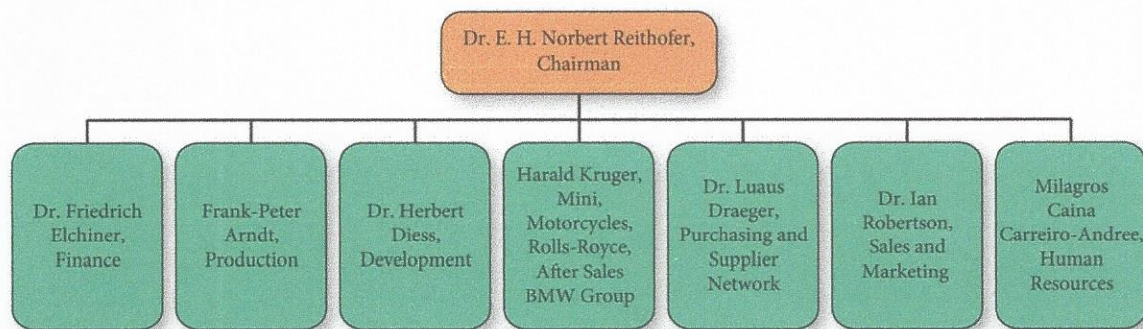 Dr. E. H. Norbert Reithofer,
Chairman
Dr. Friedrich
Elchiner,
Finance
Frank-Peter
Arndt,
Production
Dr. Herbert
Diess,
Development
Harald Kruger,
Mini,
Motorcycles,
Rolls-Royce,
After Sales
BMW Group
Dr. Luaus
Draeger,
Purchasing and
Supplier
Network
Dr. Ian
Robertson,
Sales and
Marketing
Milagros
Caina
Carreiro-Andree,
Human
Resources